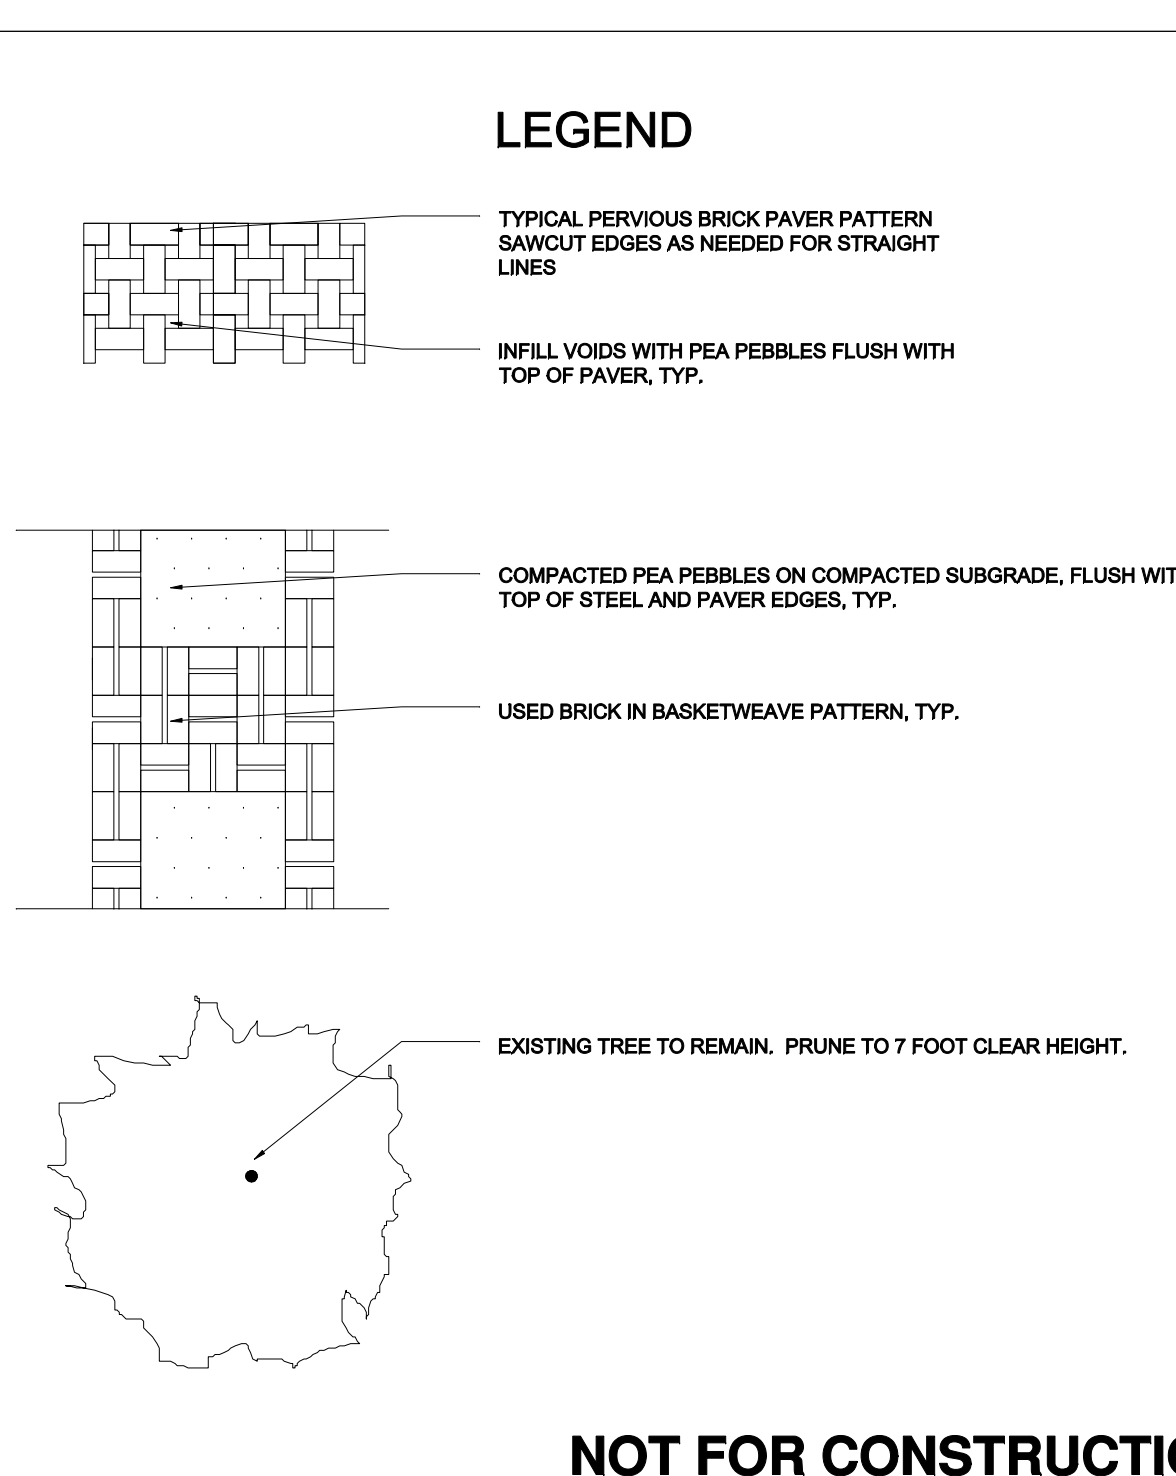 LEGEND
TYPICAL PERVIOUS BRICK PAVER PATTERN
SAWCUT EDGES AS NEEDED FOR STRAIGHT
LINES
INFILL VOIDS WITH PEA PEBBLES FLUSH WITH
TOP OF PAVER, TYP.
COMPACTED PEA PEBBLES ON COMPACTED SUBGRADE, FLUSH WIT
TOP OF STEEL AND PAVER EDGES, TYP.
USED BRICK IN BASKETWEAVE PATTERN, TYP.
EXISTING TREE TO REMAIN.  PRUNE TO 7 FOOT CLEAR HEIGHT.
NOT FOR CONSTRUCTIO